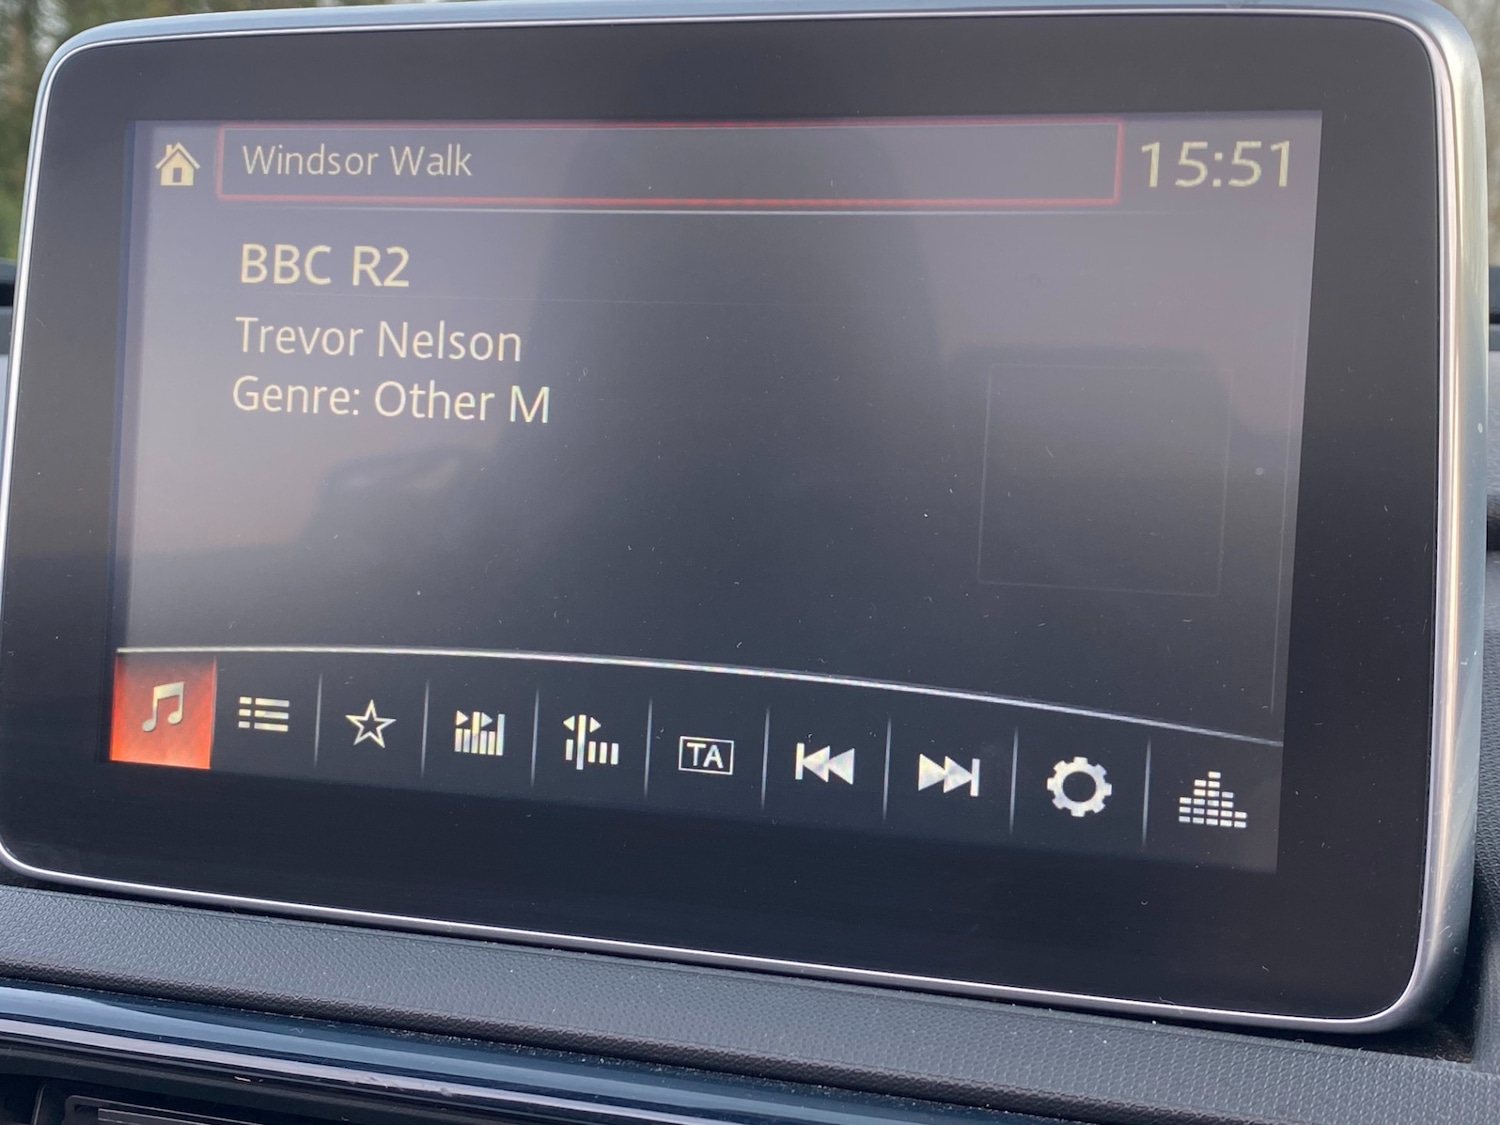 Windsor Walk
15:51
BBC R2
Trevor Nelson
Genre: Other M
TA